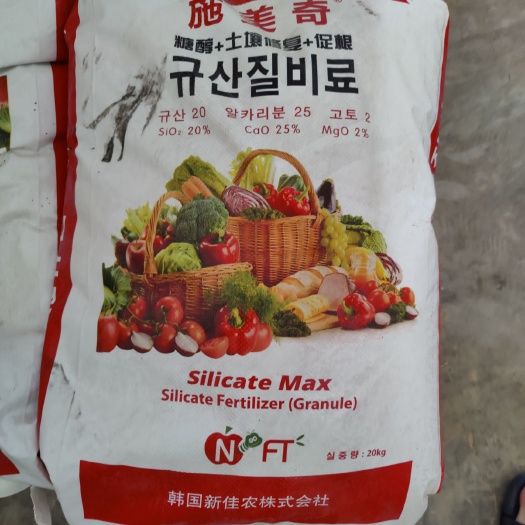 施美奇
糖醇+土壤修复+促根
규산질비료
규산 20 알카리분 25 고토 2
SiO₂ 20% CaO 25% MgO 2%
Silicate Max
Silicate Fertilizer (Granule)
N FT
실중량 : 20kg
韩国新佳农株式会社